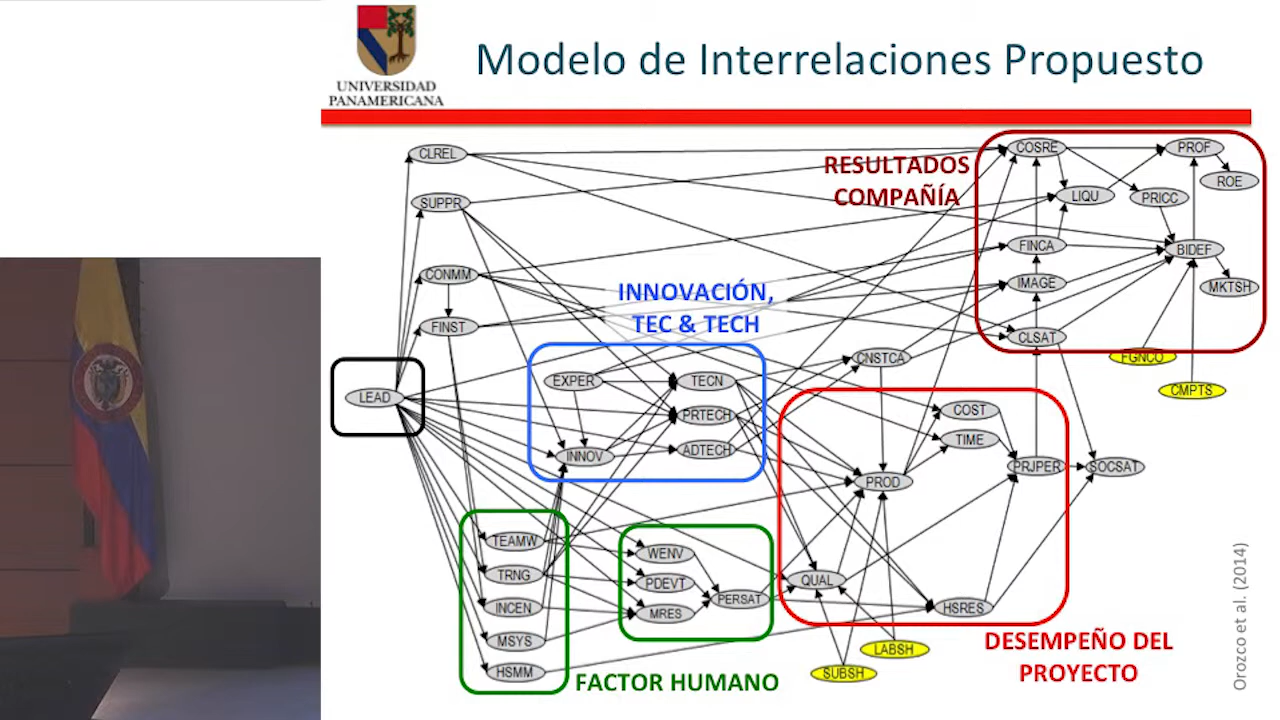 UNIVERSIDAD
PANAMERICANA
Modelo de Interrelaciones Propuesto
CLREL
SUPPR
CONMM
FINST
LEAD
RESULTADOS
COMPAÑÍA
COSRE
PROF
ROE
LIQU
PRICC
FINCA
BIDEF
IMAGE
MKTSH
CLSAT
FGNCO
CMPTS
INNOVACIÓN,
TEC & TECH
EXPER
TECN
PRTECH
INNOV
ADTECH
CNSTCA
COST
TIME
PRJPER
SOCSAT
PROD
QUAL
HSRES
LABSH
SUBSH
DESEMPEÑO DEL
PROYECTO
TEAMW
TRNG
INCEN
MSYS
HSMM
WENV
PDEVT
MRES
PERSAT
FACTOR HUMANO
Orozco et al. (2014)